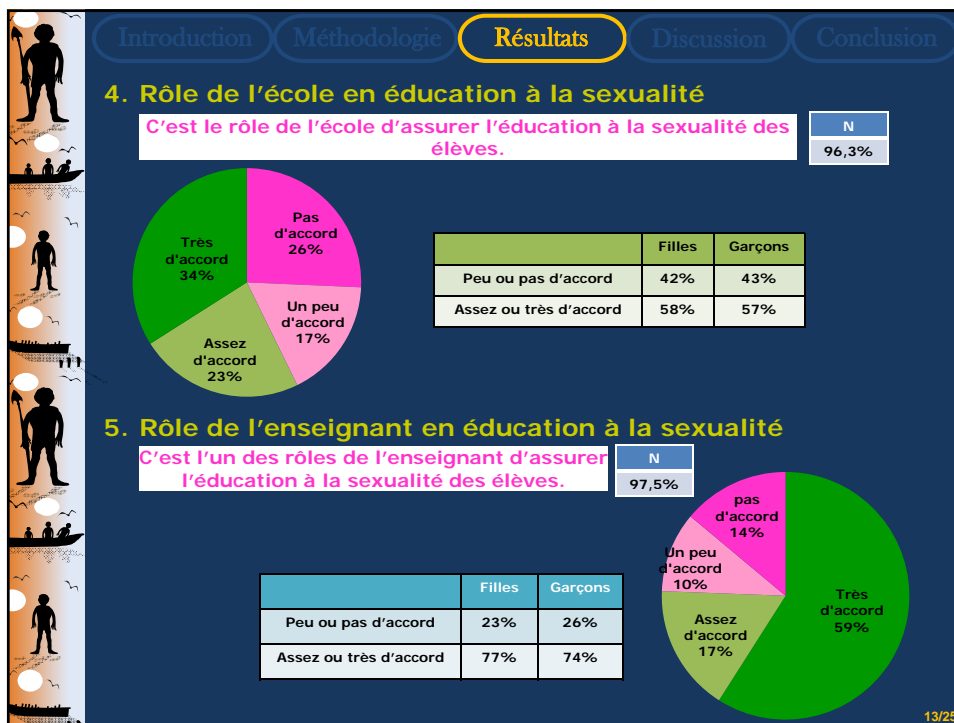 Introduction
Méthodologie
Résultats
Discussion
Conclusion
4. Rôle de l'école en éducation à la sexualité
C'est le rôle de l'école d'assurer l'éducation à la sexualité des
élèves.
N
96,3%
Pas
d'accord
26%
Un peu
d'accord
17%
Assez
d'accord
23%
Très
d'accord
34%
Filles Garçons
Peu ou pas d'accord 42% 43%
Assez ou très d'accord 58% 57%
5. Rôle de l'enseignant en éducation à la sexualité
C'est l'un des rôles de l'enseignant d'assurer
l'éducation à la sexualité des élèves.
N
97,5%
pas
d'accord
14%
Un peu
d'accord
10%
Assez
d'accord
17%
Très
d'accord
59%
Filles Garçons
Peu ou pas d'accord 23% 26%
Assez ou très d'accord 77% 74%
13/25